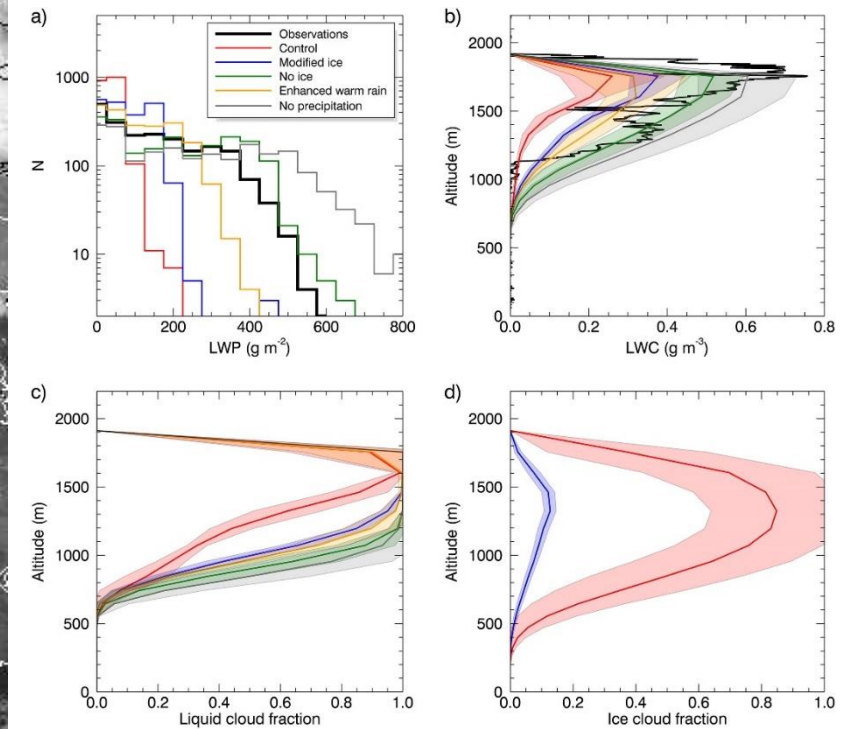 a)
Observations
Control
Modified ice
No ice
Enhanced warm rain
No precipitation
1000
100
10
N
0 200 400 600 800
LWP (g m⁻²)
b)
2000
1500
1000
500
0
Altitude (m)
0.0 0.2 0.4 0.6 0.8
LWC (g m⁻³)
c)
2000
1500
1000
500
0
Altitude (m)
0.0 0.2 0.4 0.6 0.8 1.0
Liquid cloud fraction
d)
2000
1500
1000
500
0
Altitude (m)
0.0 0.2 0.4 0.6 0.8 1.0
Ice cloud fraction